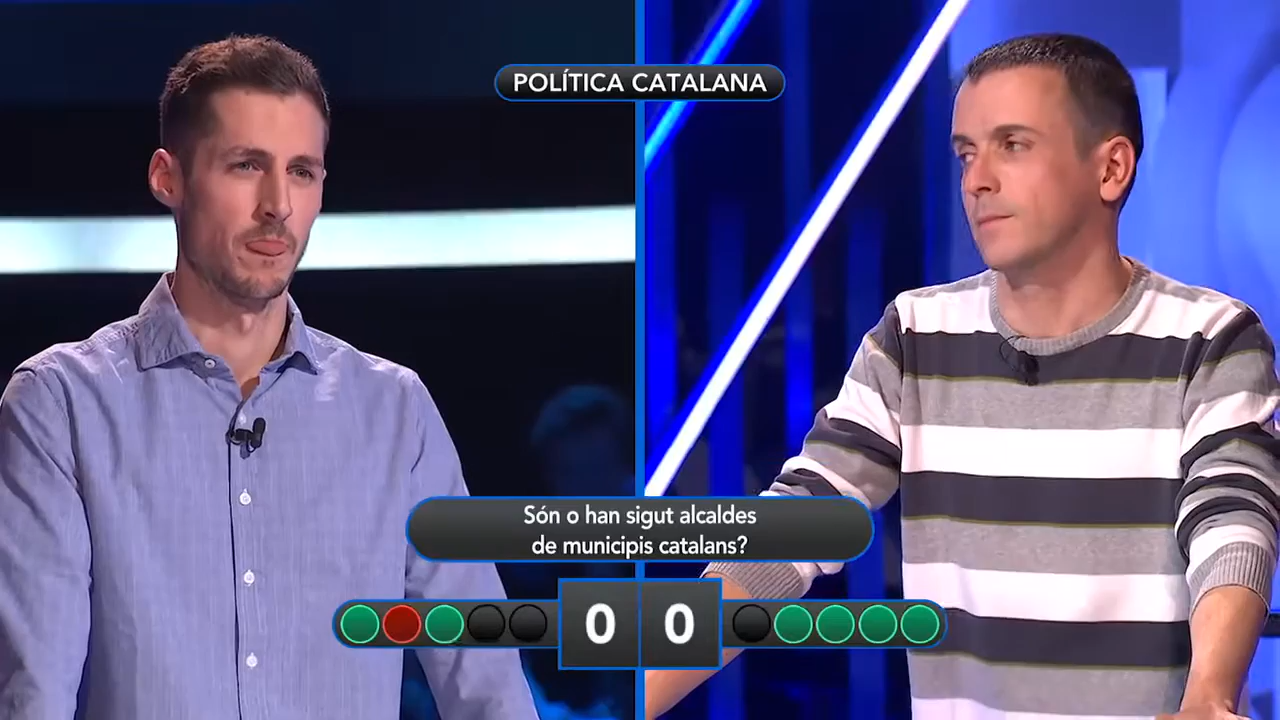 POLÍTICA CATALANA
Són o han sigut alcaldes
de municipis catalans?
0 0